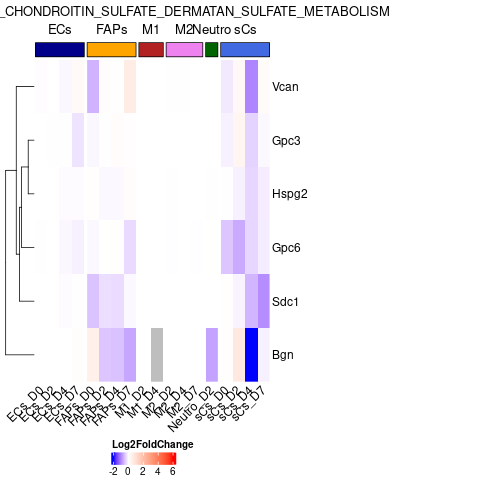 _CHONDROITIN_SULFATE_DERMATAN_SULFATE_METABOLISM
ECs FAPs M1 M2 Neutro sCs
Vcan
Gpc3
Hspg2
Gpc6
Sdc1
Bgn
ECs_D0 ECs_D2 ECs_D4 ECs_D7 FAPs_D0 FAPs_D2 FAPs_D4 FAPs_D7 M1_D2 M1_D4 M2_D2 M2_D4 M2_D7 Neutro_D2 sCs_D0 sCs_D2 sCs_D4 sCs_D7
Log2FoldChange
-2 0 2 4 6